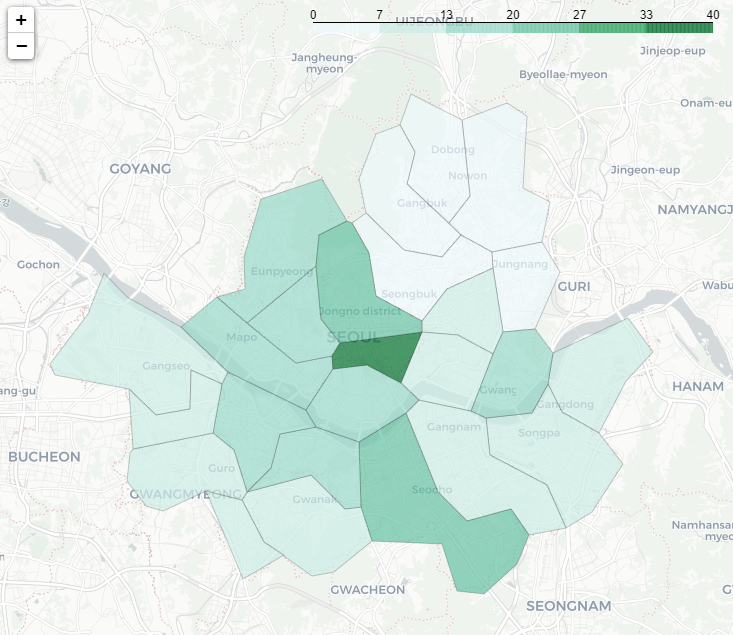 +
−
0 7 13 20 27 33 40
UIJEONGBU
Jangheung-
myeon
Jinjeop-eup
Byeollae-myeon
Onam-eu
Dobong
GOYANG
Nowon
Jingeon-eup
Gangbuk
NAMYANGJ
강
Gochon
Eunpyeong
Jungnang
Seongbuk
GURI
Wabu
Jongno district
SEOUL
Mapo
Gangseo
ang-gu
Gwang
HANAM
Gangdong
Gangnam
Songpa
BUCHEON
Guro
GWANGMYEONG
Gwanak
Seocho
Namhansan
myeo
GWACHEON
SEONGNAM